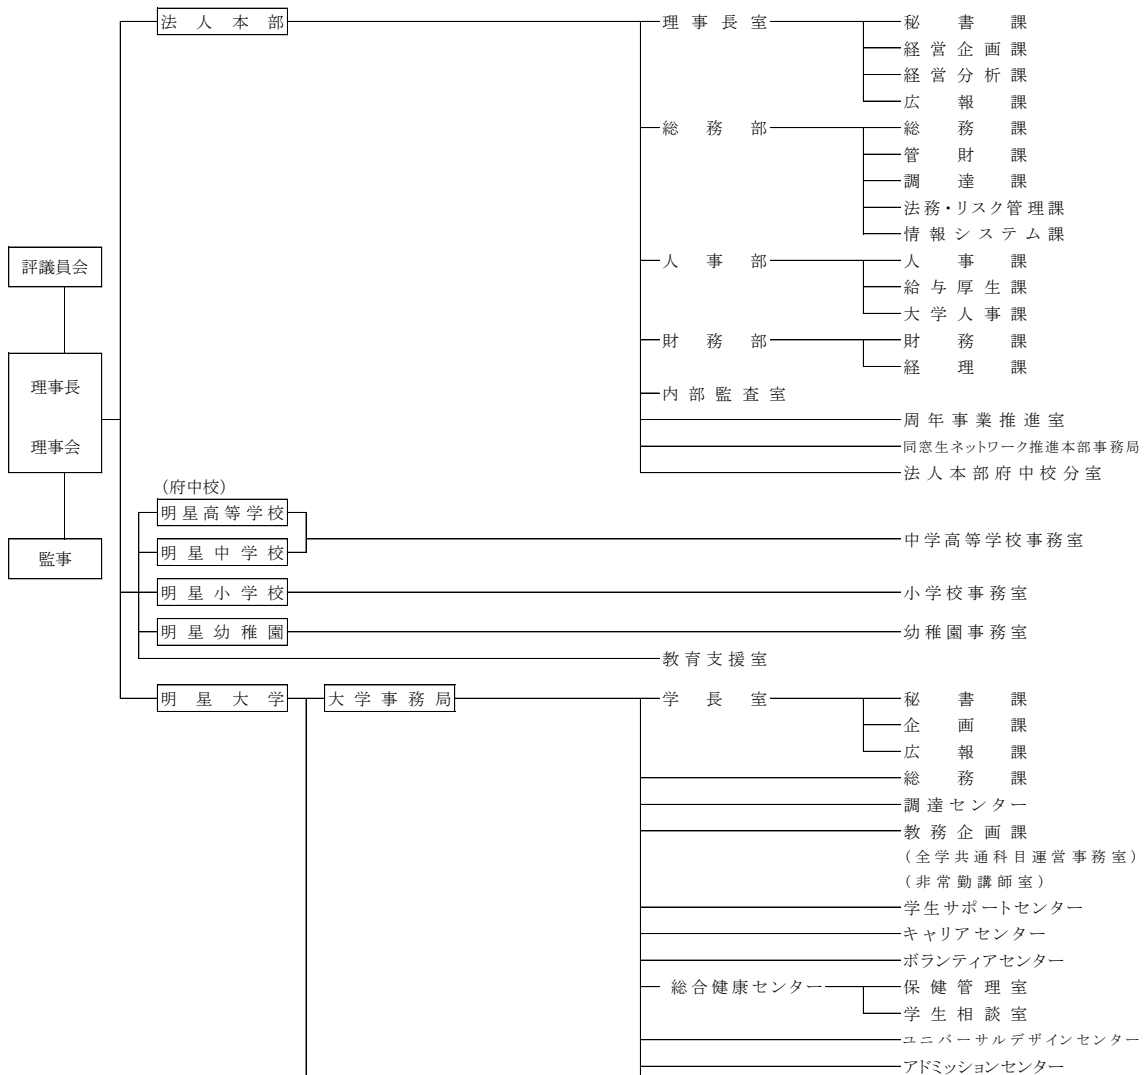 法人本部
理事長室
秘書課
経営企画課
経営分析課
広報課
総務部
総務課
管財課
調達課
法務・リスク管理課
情報システム課
人事部
人事課
給与厚生課
大学人事課
財務部
財務課
経理課
内部監査室
周年事業推進室
同窓生ネットワーク推進本部事務局
法人本部府中校分室
評議員会
理事長
理事会
監事
(府中校)
明星高等学校
明星中学校
中学高等学校事務室
明星小学校
小学校事務室
明星幼稚園
幼稚園事務室
教育支援室
明星大学
大学事務局
学長室
秘書課
企画課
広報課
総務課
調達センター
教務企画課
(全学共通科目運営事務室)
(非常勤講師室)
学生サポートセンター
キャリアセンター
ボランティアセンター
総合健康センター
保健管理室
学生相談室
ユニバーサルデザインセンター
アドミッションセンター